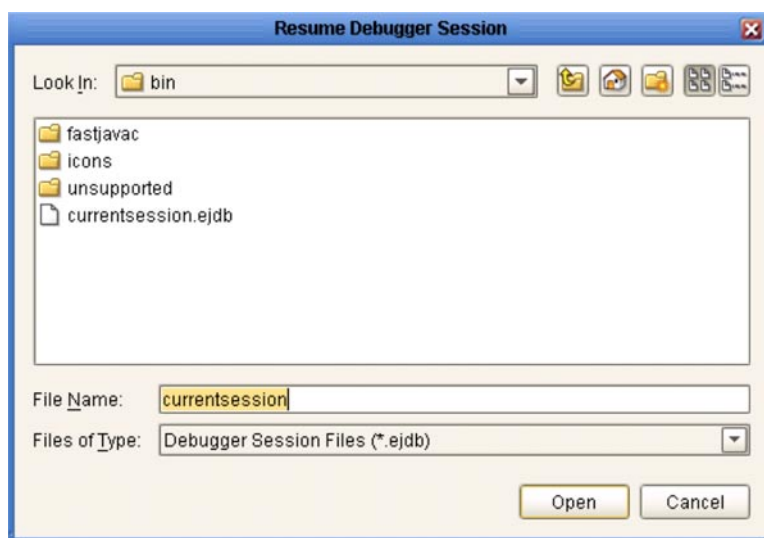 Resume Debugger Session
Look In: bin
fastjavac
icons
unsupported
currentsession.ejdb
File Name: currentsession
Files of Type: Debugger Session Files (*.ejdb)
Open Cancel